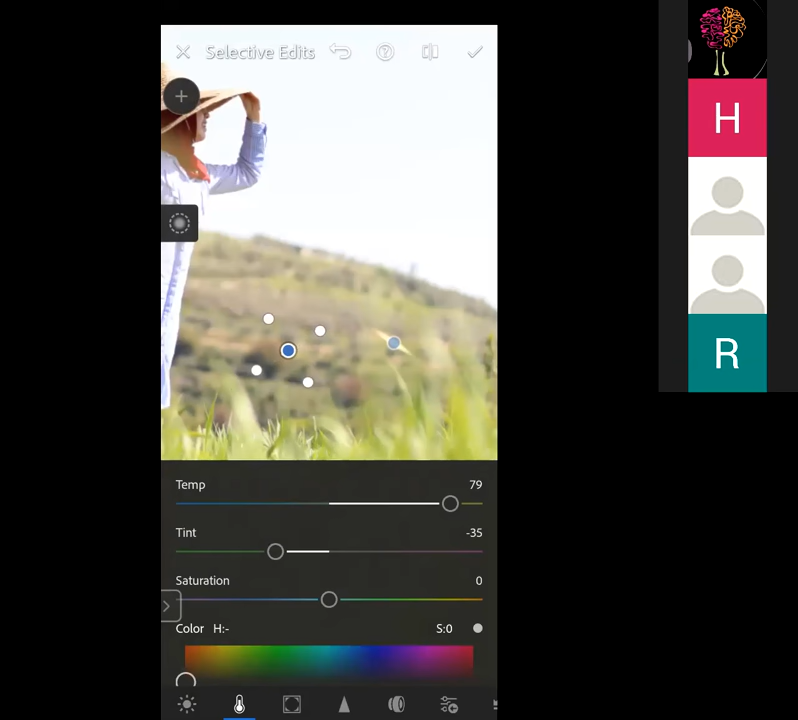 Selective Edits
H
R
Temp 79
Tint -35
Saturation 0
Color H:- S:0